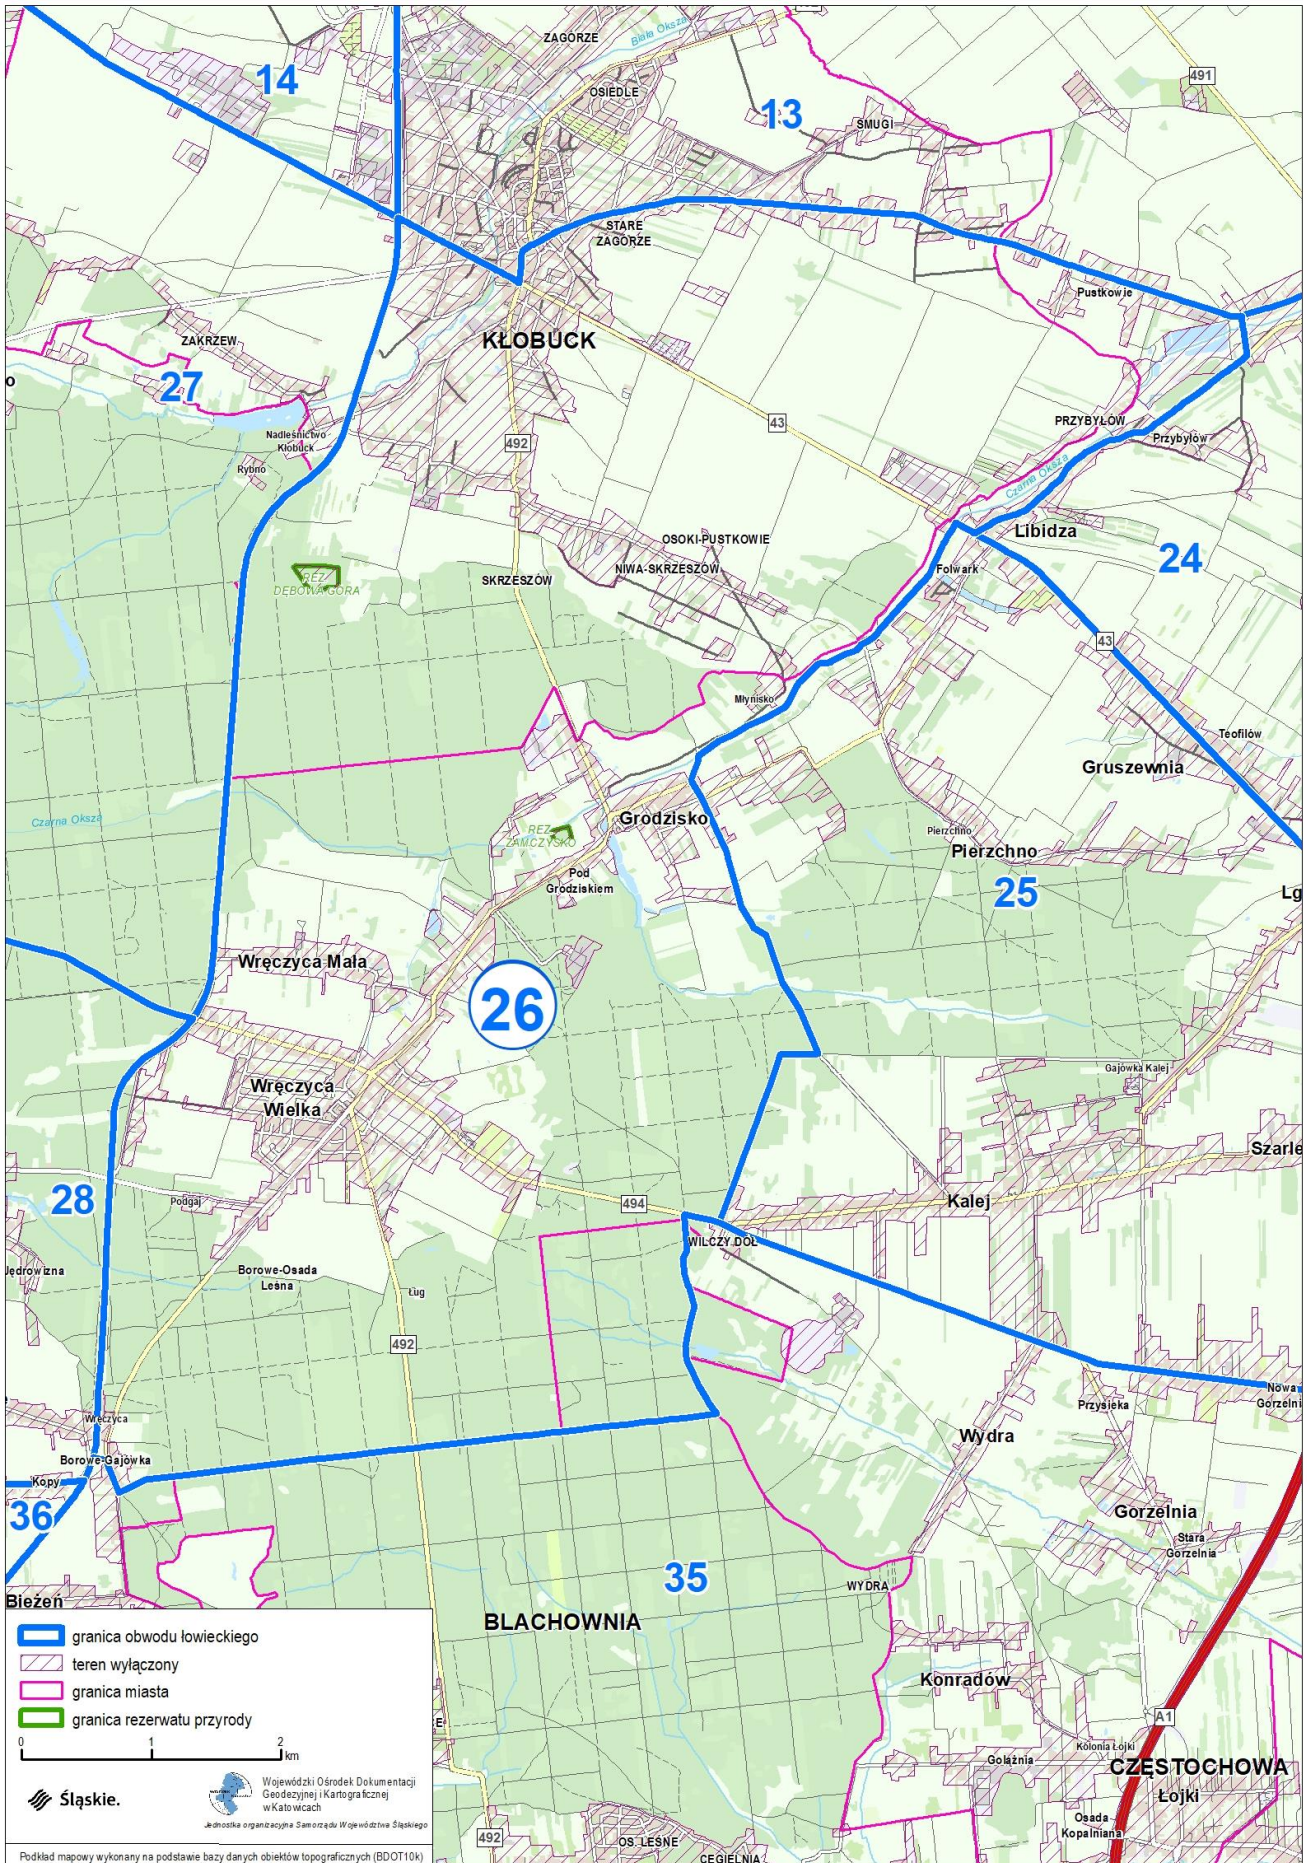 ZAGORZE
Biała Oksza
14
491
OSIEDLE
13
SMUGI
STARE
ZAGÓRZE
Pustkowie
KŁOBUCK
ZAKRZEW
27
Nadleśnictwo
Kłobuck
Rybno
43
PRZYBYŁÓW
Przybyłów
492
Czarna Oksza
Libidza
OSOKI-PUSTKOWIE
24
NIWA-SKRZESZÓW
Folwark
REZ.
DĘBOWA GÓRA
SKRZESZÓW
43
Młynisko
Teofilów
Gruszewnia
Czarna Oksza
Grodzisko
REZ.
ZAMCZYSKO
Pierzchno
Pierzchno
Pod
Grodziskiem
25
Lg
Wręczyca Mała
26
Gajówka Kalej
Wręczyca
Wielka
Szarle
28
Podgaj
494
Kalej
WILCZY DÓŁ
Jędrowizna
Borowe-Osada
Leśna
Ług
492
Nowa
Gorzelni
Przysieka
Wręczyca
Wydra
Borowe-Gajówka
Kopy
36
Gorzelnia
Stara
Gorzelnia
35
WYDRA
Bieżeń
BLACHOWNIA
granica obwodu łowieckiego
teren wyłączony
granica miasta
granica rezerwatu przyrody
Konradów
A1
0 1 2
km
Kolonia Łojki
Gołąźnia
CZĘSTOCHOWA
Łojki
Śląskie.
Wojewódzki Ośrodek Dokumentacji
Geodezyjnej i Kartograficznej
w Katowicach
Jednostka organizacyjna Samorządu Województwa Śląskiego
Osada
Kopalniana
492
OS. LEŚNE
CEGIELNIA
Podkład mapowy wykonany na podstawie bazy danych obiektów topograficznych (BDOT10k)